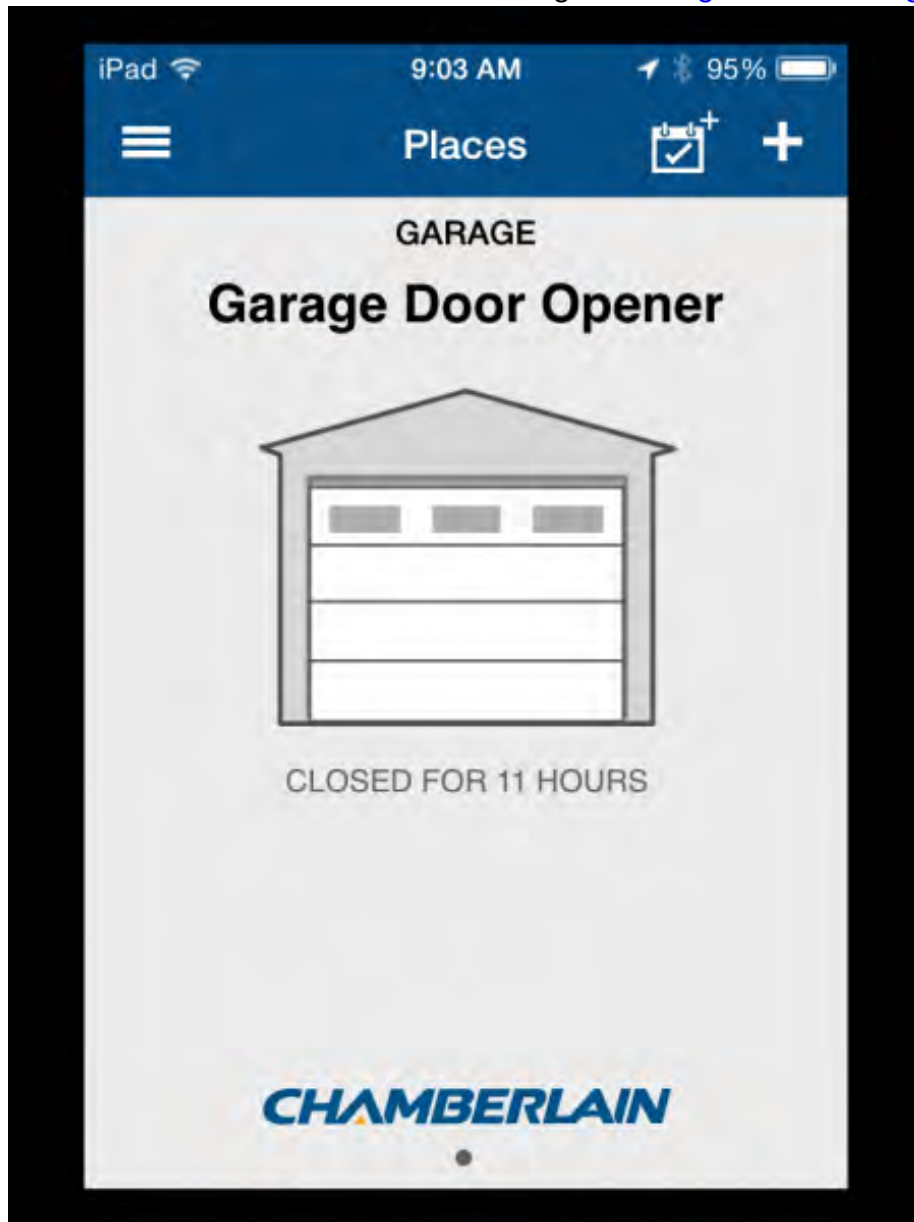 iPad 9:03 AM 95%
Places
GARAGE
Garage Door Opener
CLOSED FOR 11 HOURS
CHAMBERLAIN